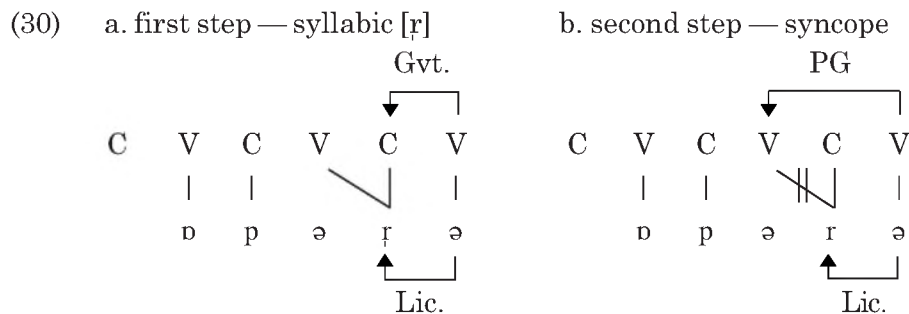 (30) a. first step — syllabic [r̩] b. second step — syncope
Gvt. PG
C V C V C V C V C V C V
ɒ p ə r̩ ə ɒ p ə r ə
Lic. Lic.